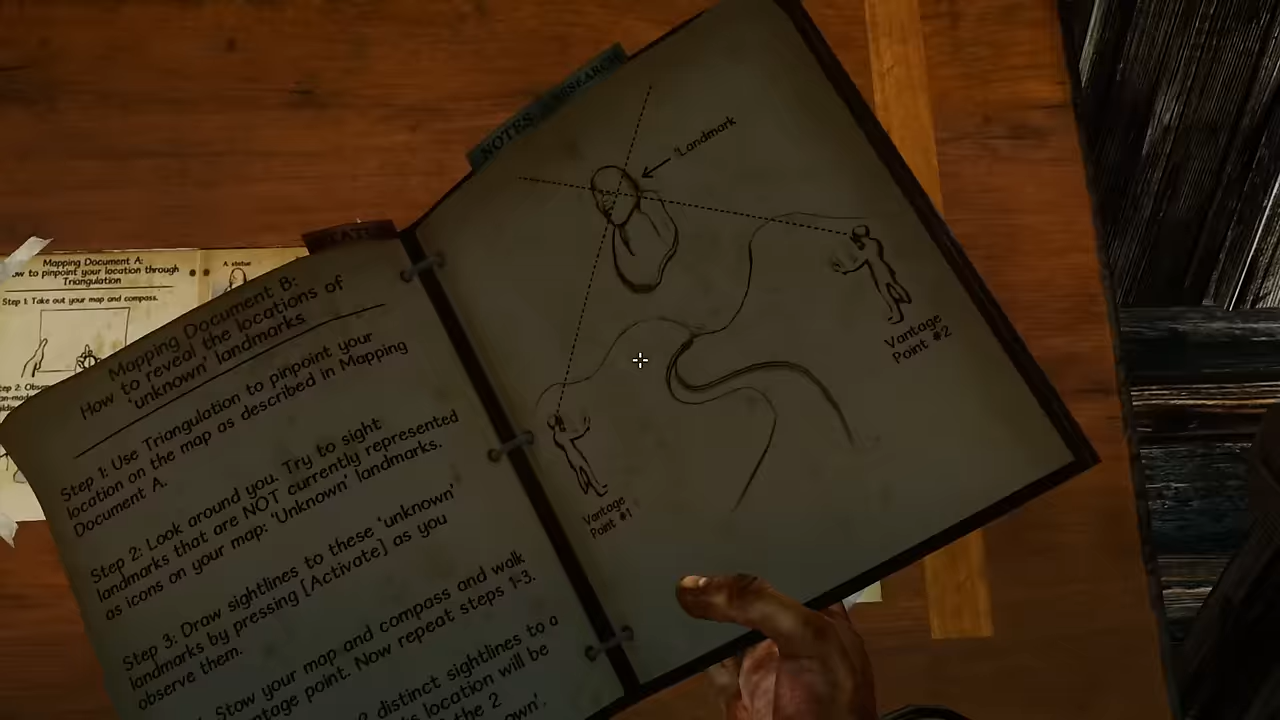 Mapping Document A:
how to pinpoint your location through
Triangulation
Step 1: Take out your map and compass.
A statue
NOTES
Mapping Document B:
How to reveal the locations of
'unknown' landmarks.
Step 1: Use Triangulation to pinpoint your
location on the map as described in Mapping
Document A.
Step 2: Look around you. Try to sight
landmarks that are NOT currently represented
as icons on your map: 'Unknown' landmarks.
Step 3: Draw sightlines to these 'unknown'
landmarks by pressing [Activate] as you
observe them.
Stow your map and compass and walk
vantage point. Now repeat steps 1-3.
distinct sightlines to a
location will be
the 2
'Landmark
Vantage
Point #2
Vantage
Point #1